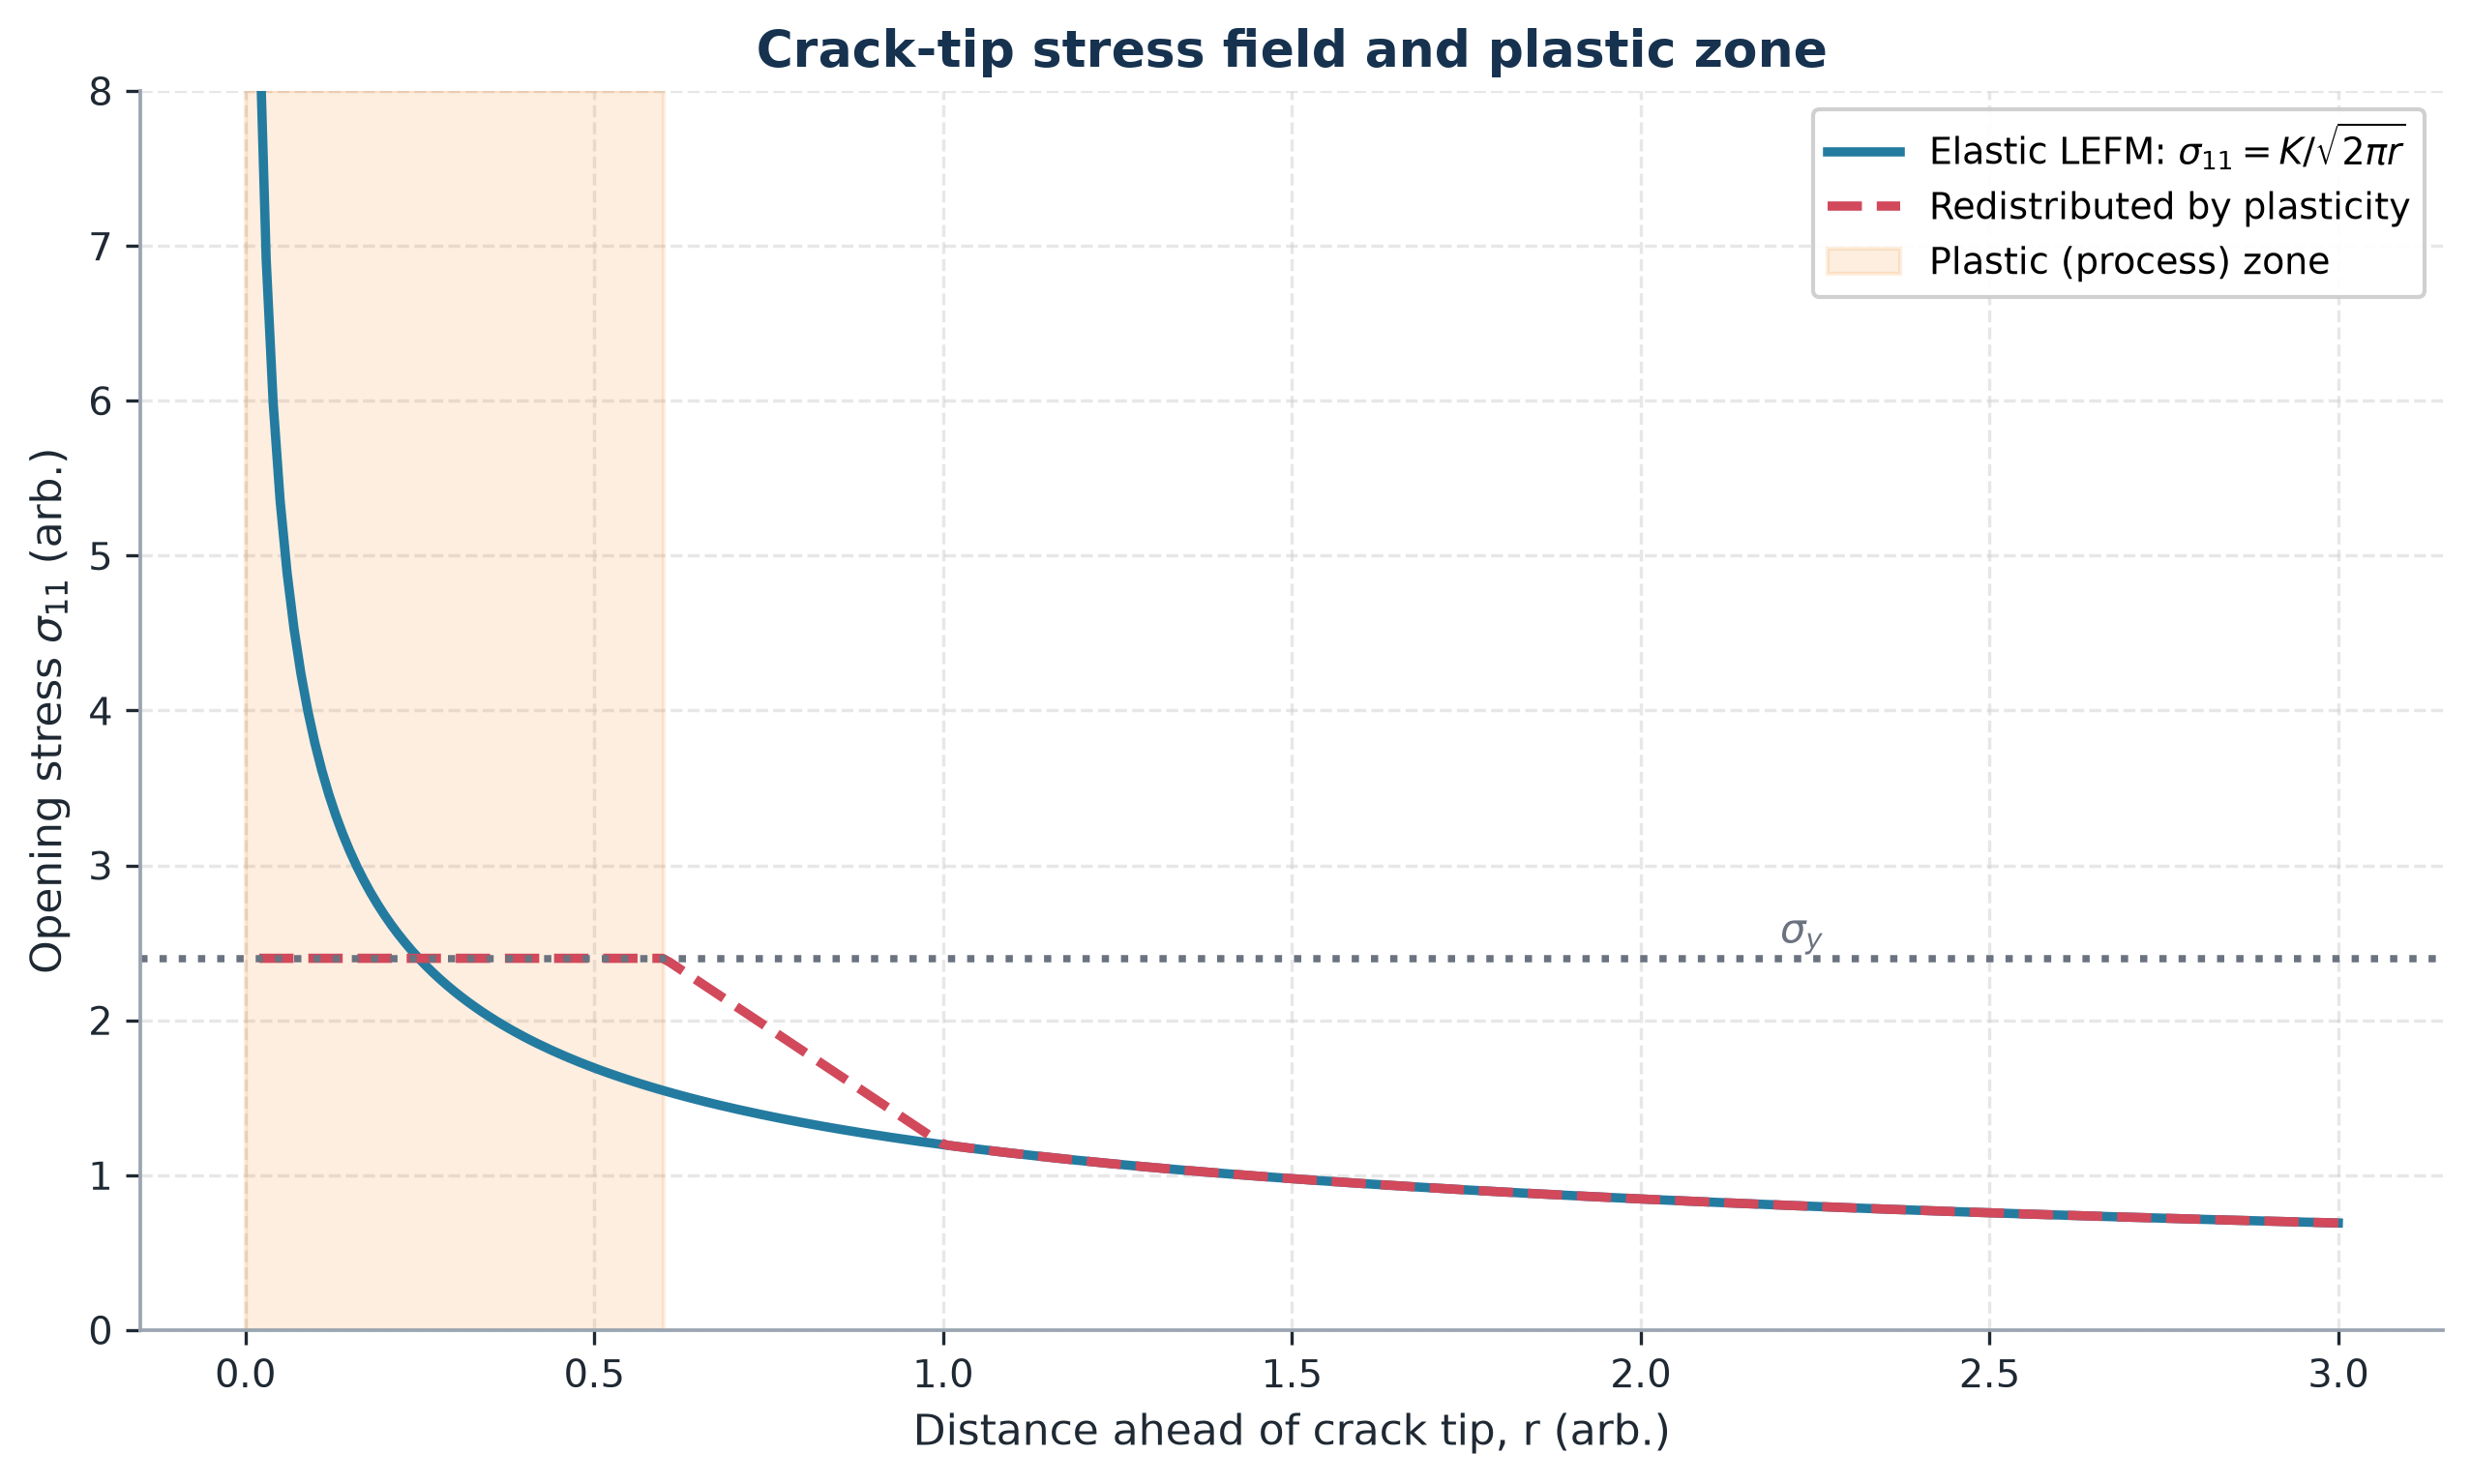 Crack-tip stress field and plastic zone
8
7
6
5
4
3
2
1
0
Opening stress σ₁₁ (arb.)
Elastic LEFM: σ₁₁ = K/√2πr
Redistributed by plasticity
Plastic (process) zone
σy
0.0 0.5 1.0 1.5 2.0 2.5 3.0
Distance ahead of crack tip, r (arb.)